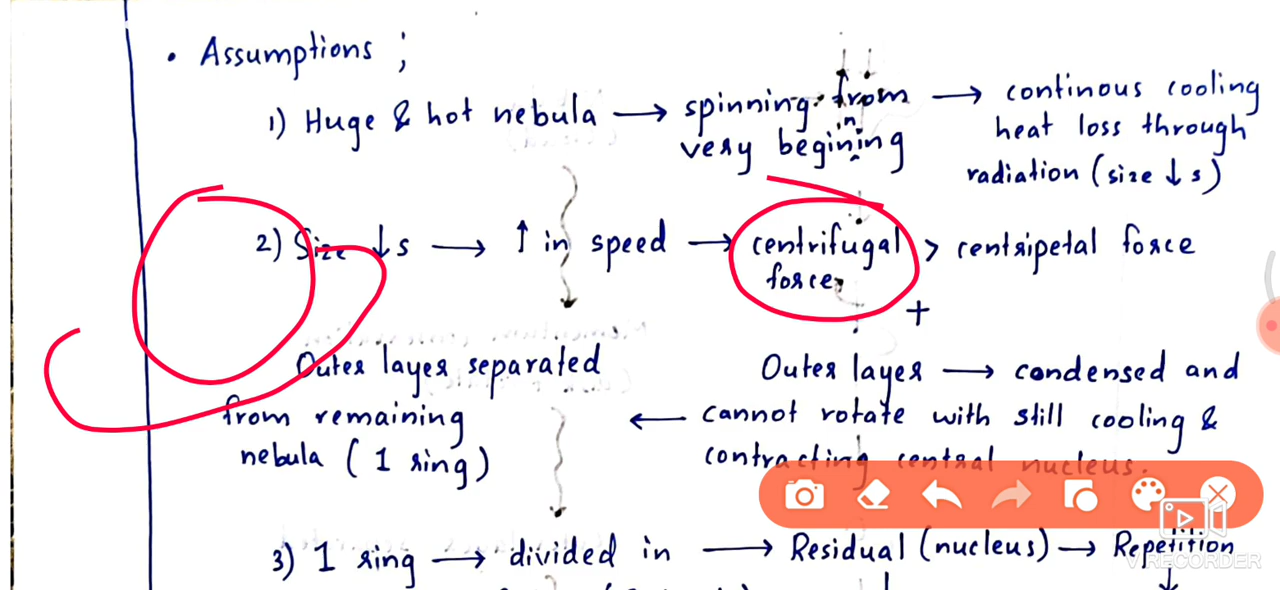 • Assumptions ;
1) Huge & hot nebula → spinning from in very begining → continous cooling
heat loss through
radiation (size ↓ s)
2) Size ↓s → ↑ in speed → centrifugal force > centripetal force
+
Outer layer → condensed and
cannot rotate with still cooling &
contracting central nucleus.
←
Outer layer separated
from remaining
nebula ( 1 ring )
3) 1 ring → divided in → Residual (nucleus) → Repetition
↓ ↓
V RECORDER